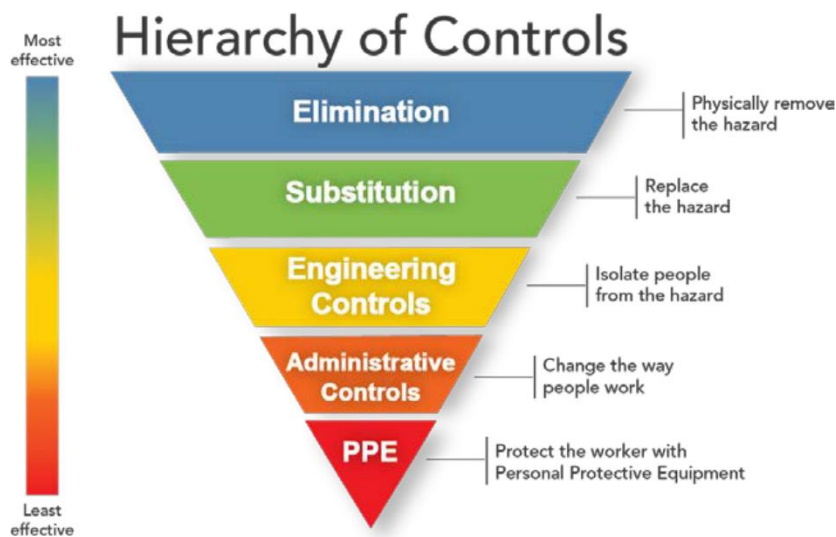 Hierarchy of Controls
Most
effective
Elimination
Physically remove
the hazard
Substitution
Replace
the hazard
Engineering
Controls
Isolate people
from the hazard
Administrative
Controls
Change the way
people work
PPE
Protect the worker with
Personal Protective Equipment
Least
effective